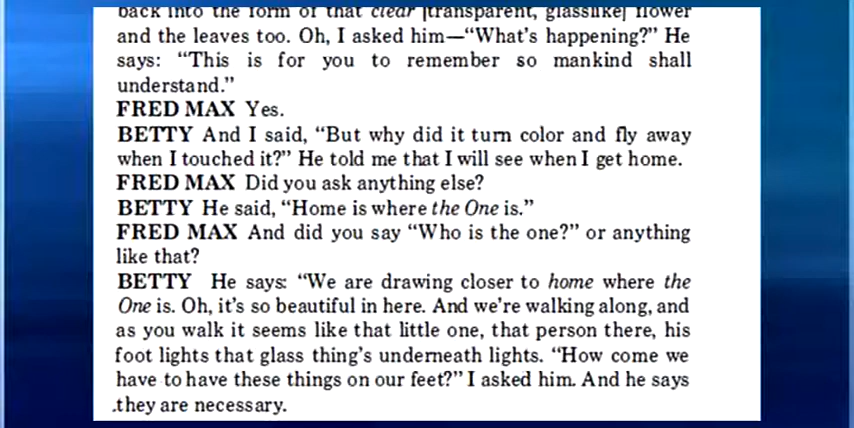 back into the form of that clear [transparent, glasslike] flower
and the leaves too. Oh, I asked him—“What's happening?” He
says: “This is for you to remember so mankind shall
understand.”
FRED MAX Yes.
BETTY And I said, “But why did it turn color and fly away
when I touched it?” He told me that I will see when I get home.
FRED MAX Did you ask anything else?
BETTY He said, “Home is where the One is.”
FRED MAX And did you say “Who is the one?” or anything
like that?
BETTY He says: “We are drawing closer to home where the
One is. Oh, it's so beautiful in here. And we're walking along, and
as you walk it seems like that little one, that person there, his
foot lights that glass thing's underneath lights. “How come we
have to have these things on our feet?” I asked him. And he says
.they are necessary.